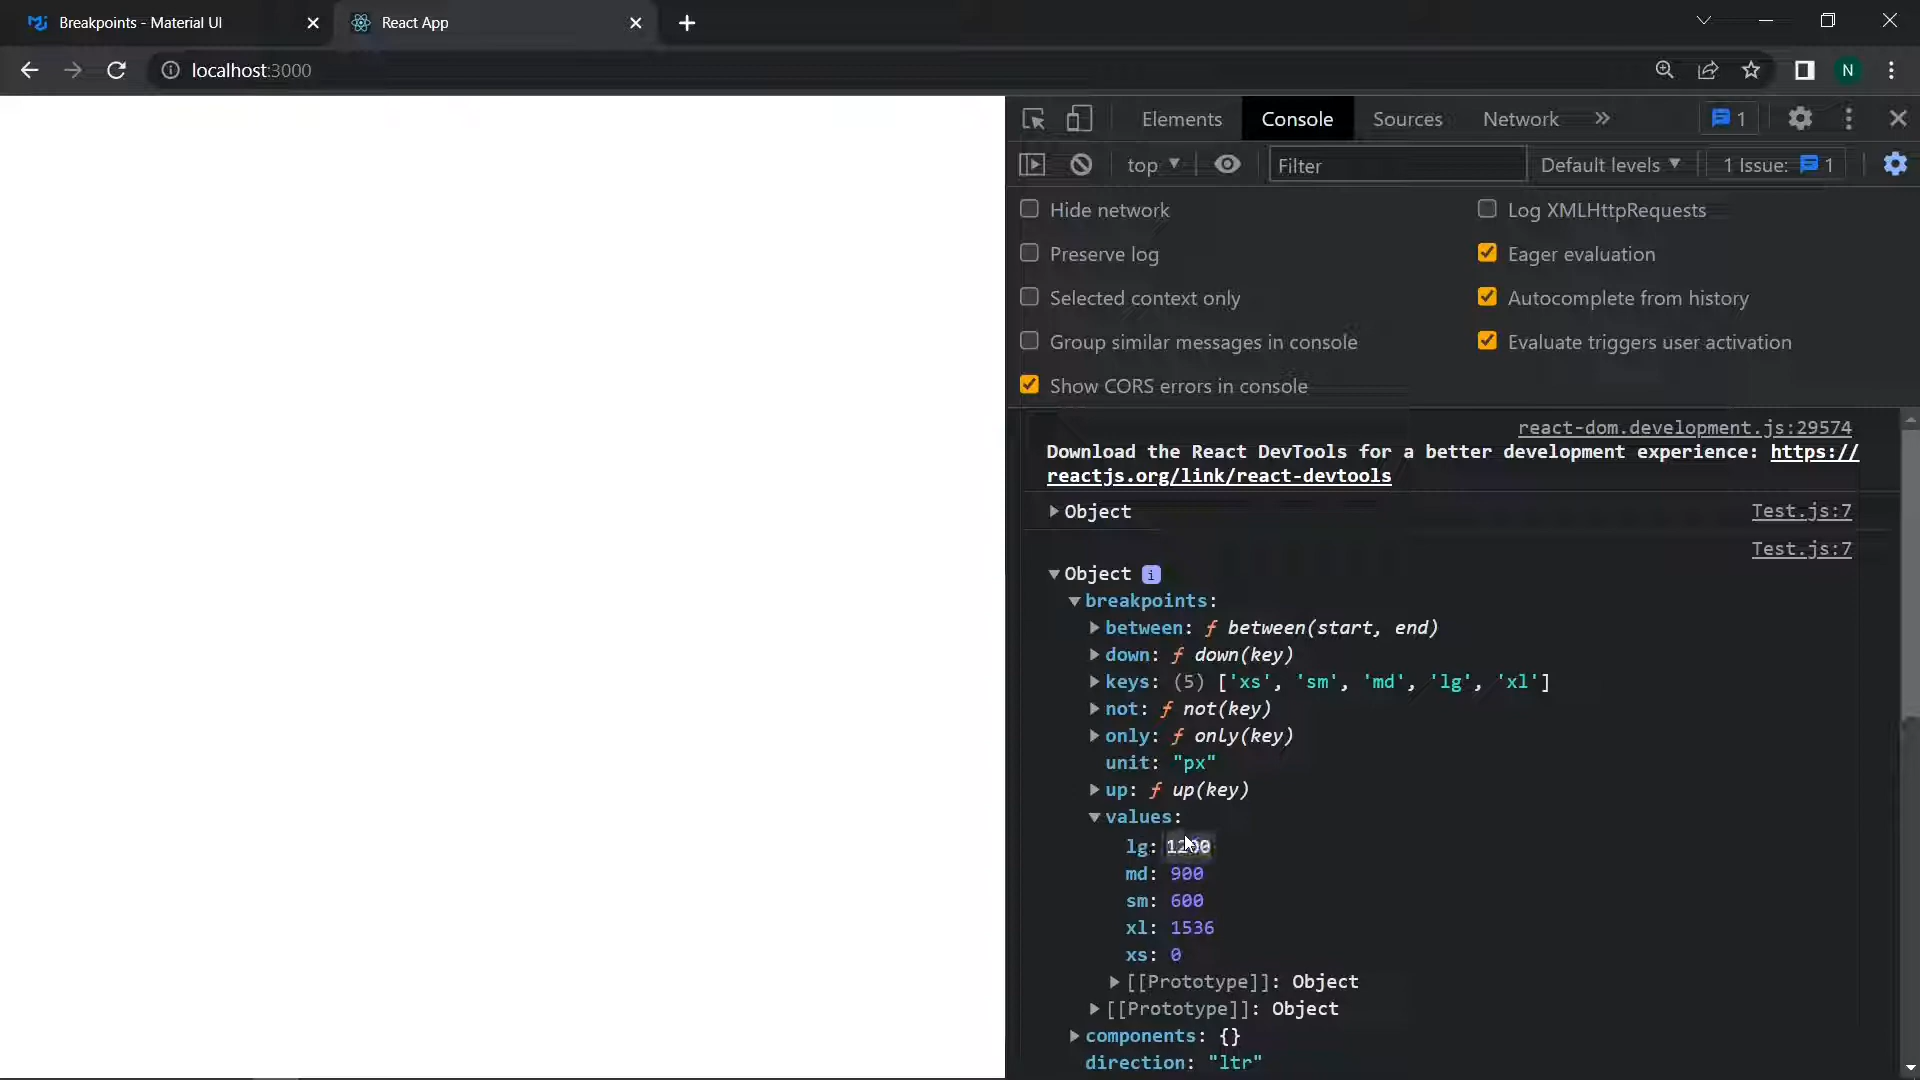 Breakpoints - Material UI
React App
localhost:3000
N
Elements
Console
Sources
Network
1
top
Filter
Default levels
1 Issue: 1
Hide network
Log XMLHttpRequests
Preserve log
Eager evaluation
Selected context only
Autocomplete from history
Group similar messages in console
Evaluate triggers user activation
Show CORS errors in console
react-dom.development.js:29574
Download the React DevTools for a better development experience: https://
reactjs.org/link/react-devtools
Object
Test.js:7
Test.js:7
Object i
breakpoints:
between: ƒ between(start, end)
down: ƒ down(key)
keys: (5) ['xs', 'sm', 'md', 'lg', 'xl']
not: ƒ not(key)
only: ƒ only(key)
unit: "px"
up: ƒ up(key)
values:
lg: 1200
md: 900
sm: 600
xl: 1536
xs: 0
[[Prototype]]: Object
[[Prototype]]: Object
components: {}
direction: "ltr"